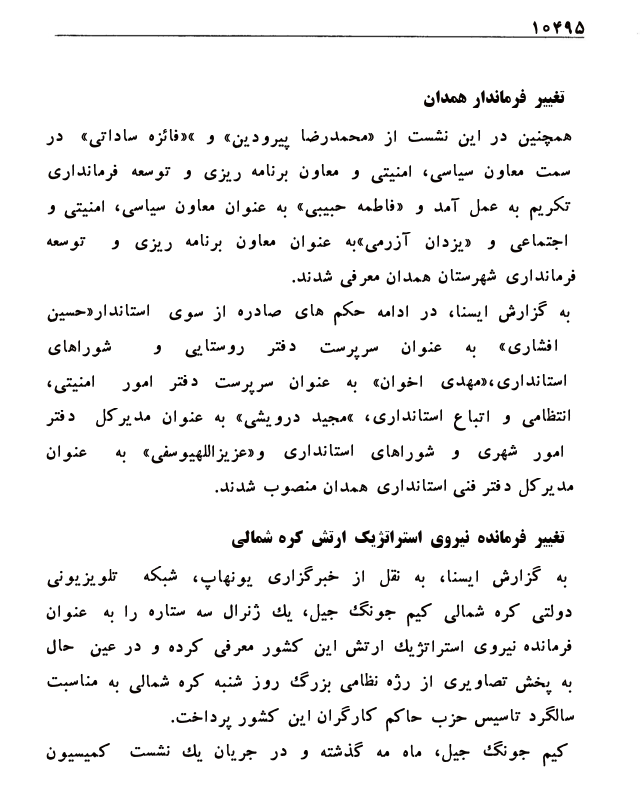 ۱۰۴۹۵
تغییر فرماندار همدان
همچنین در این نشست از «محمدرضا پیرودین» و »«فائزه ساداتی» در
سمت معاون سیاسی، امنیتی و معاون برنامه ریزی و توسعه فرمانداری
تکریم به عمل آمد و «فاطمه حبیبی» به عنوان معاون سیاسی، امنیتی و
اجتماعی و «یزدان آزرمی»به عنوان معاون برنامه ریزی و توسعه
فرمانداری شهرستان همدان معرفی شدند.
به گزارش ایسنا، در ادامه حکم های صادره از سوی استاندار«حسین
افشاری» به عنوان سرپرست دفتر روستایی و شوراهای
استانداری،«مهدی اخوان» به عنوان سرپرست دفتر امور امنیتی،
انتظامی و اتباع استانداری، »مجید درویشی» به عنوان مدیرکل دفتر
امور شهری و شوراهای استانداری و«عزیزاللهیوسفی» به عنوان
مدیرکل دفتر فنی استانداری همدان منصوب شدند.
تغییر فرمانده نیروی استراتژیک ارتش کره شمالی
به گزارش ایسنا، به نقل از خبرگزاری یونهاپ، شبکه تلویزیونی
دولتی کره شمالی کیم جونگ جیل، یك ژنرال سه ستاره را به عنوان
فرمانده نیروی استراتژیك ارتش این کشور معرفی کرده و در عین حال
به پخش تصاویری از رژه نظامی بزرگ روز شنبه کره شمالی به مناسبت
سالگرد تاسیس حزب حاکم کارگران این کشور پرداخت.
کیم جونگ جیل، ماه مه گذشته و در جریان یك نشست کمیسیون